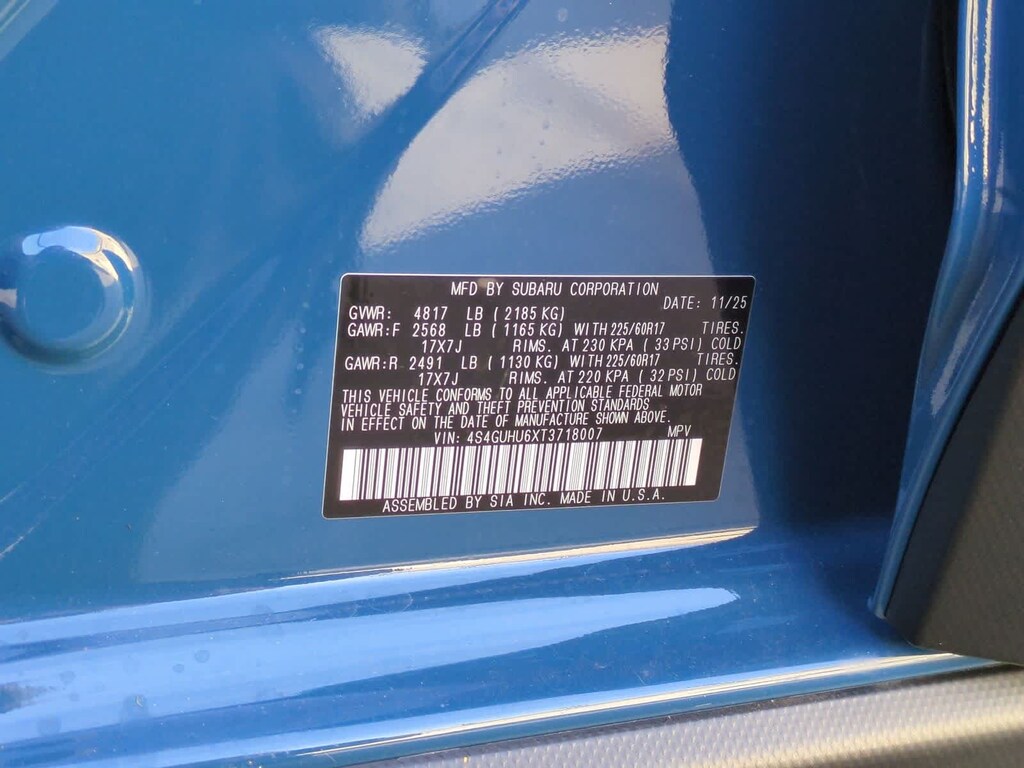 MFD BY SUBARU CORPORATION
DATE: 11/25
GVWR: 4817 LB (2185 KG)
GAWR:F 2568 LB (1165 KG) WITH 225/60R17 TIRES.
17X7J RIMS. AT 230 KPA (33 PSI) COLD
GAWR:R 2491 LB (1130 KG) WITH 225/60R17 TIRES.
17X7J RIMS. AT 220 KPA (32 PSI) COLD
THIS VEHICLE CONFORMS TO ALL APPLICABLE FEDERAL MOTOR
VEHICLE SAFETY AND THEFT PREVENTION STANDARDS
IN EFFECT ON THE DATE OF MANUFACTURE SHOWN ABOVE.
VIN: 4S4GUHU6XT3718007 MPV
ASSEMBLED BY SIA INC. MADE IN U.S.A.